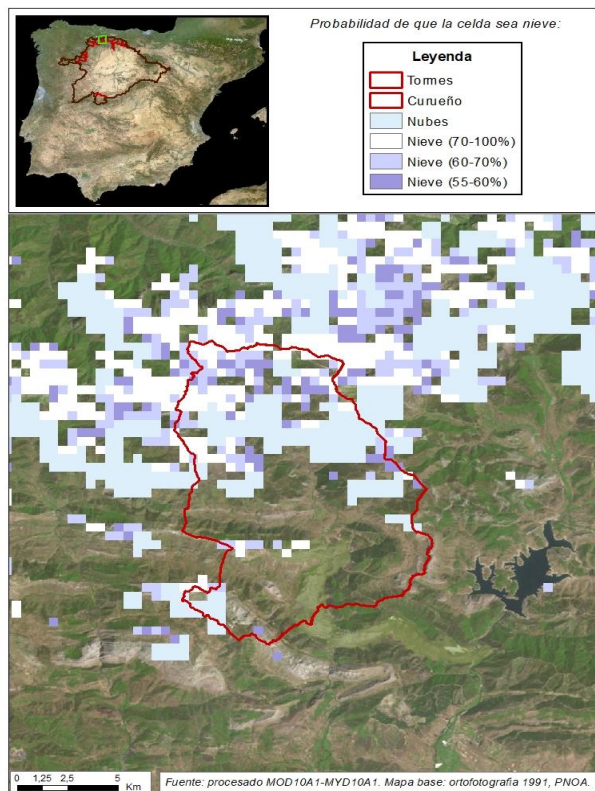 Probabilidad de que la celda sea nieve:
Leyenda
Tormes
Curueño
Nubes
Nieve (70-100%)
Nieve (60-70%)
Nieve (55-60%)
0 1,25 2,5 5
Km
Fuente: procesado MOD10A1-MYD10A1. Mapa base: ortofotografia 1991, PNOA.